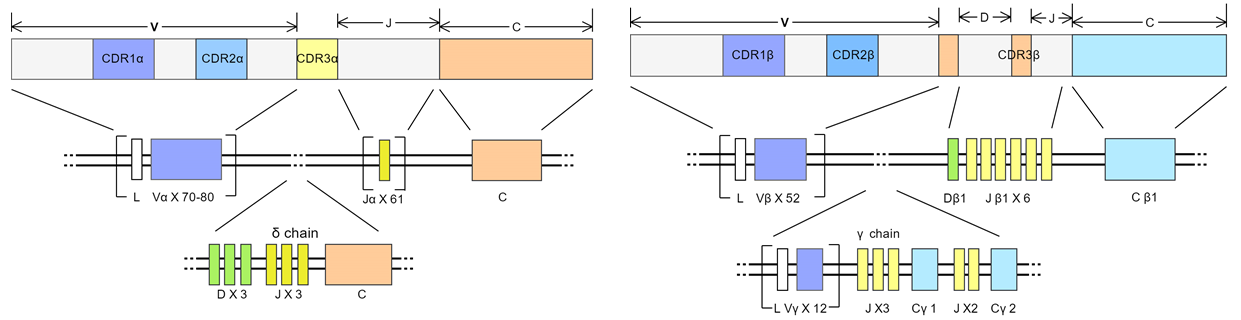 V
J
C
CDR1α
CDR2α
CDR3α
L
Vα X 70-80
Jα X 61
C
δ chain
D X 3
J X 3
C
V
D
J
C
CDR1β
CDR2β
CDR3β
L
Vβ X 52
Dβ1
J β1 X 6
C β1
γ chain
L Vγ X 12
J X3
Cγ 1
J X2
Cγ 2